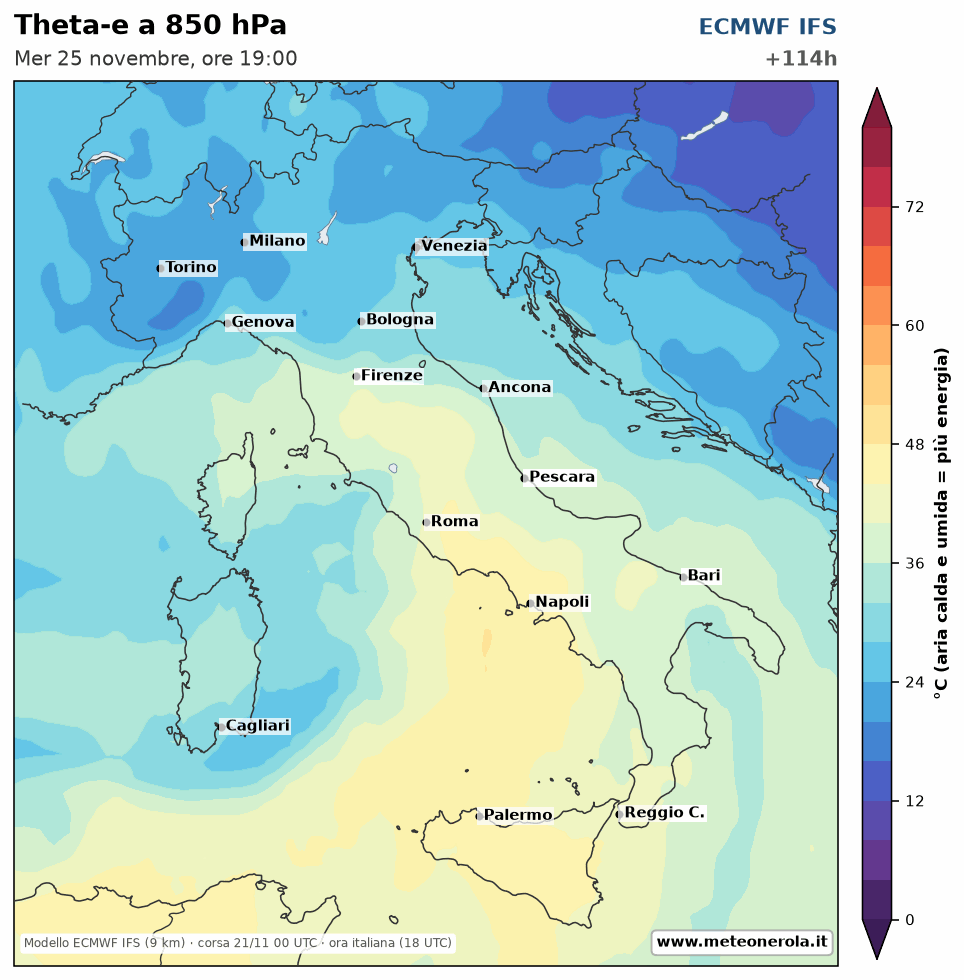 Theta-e a 850 hPa
ECMWF IFS
Mer 25 novembre, ore 19:00
+114h
Milano
Venezia
Torino
Genova
Bologna
Firenze
Ancona
Pescara
Roma
Bari
Napoli
Cagliari
Palermo
Reggio C.
72
60
48
36
24
12
0
°C (aria calda e umida = più energia)
Modello ECMWF IFS (9 km) · corsa 21/11 00 UTC · ora italiana (18 UTC)
www.meteonerola.it